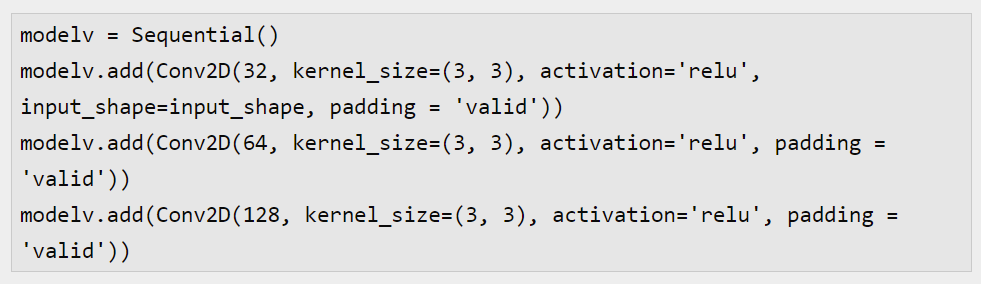 modelv = Sequential()
modelv.add(Conv2D(32, kernel_size=(3, 3), activation='relu',
input_shape=input_shape, padding = 'valid'))
modelv.add(Conv2D(64, kernel_size=(3, 3), activation='relu', padding =
'valid'))
modelv.add(Conv2D(128, kernel_size=(3, 3), activation='relu', padding =
'valid'))